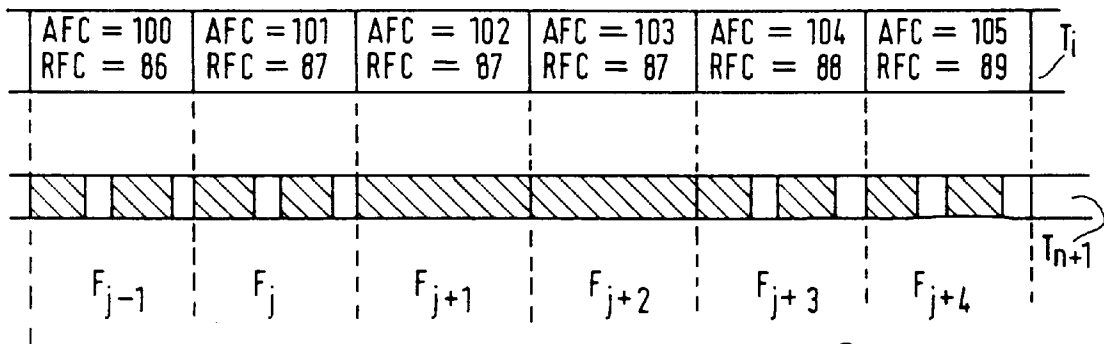 AFC = 100 AFC = 101 AFC = 102 AFC = 103 AFC = 104 AFC = 105
RFC = 86 RFC = 87 RFC = 87 RFC = 87 RFC = 88 RFC = 89
Ti
Tn+1
Fj-1 Fj Fj+1 Fj+2 Fj+3 Fj+4